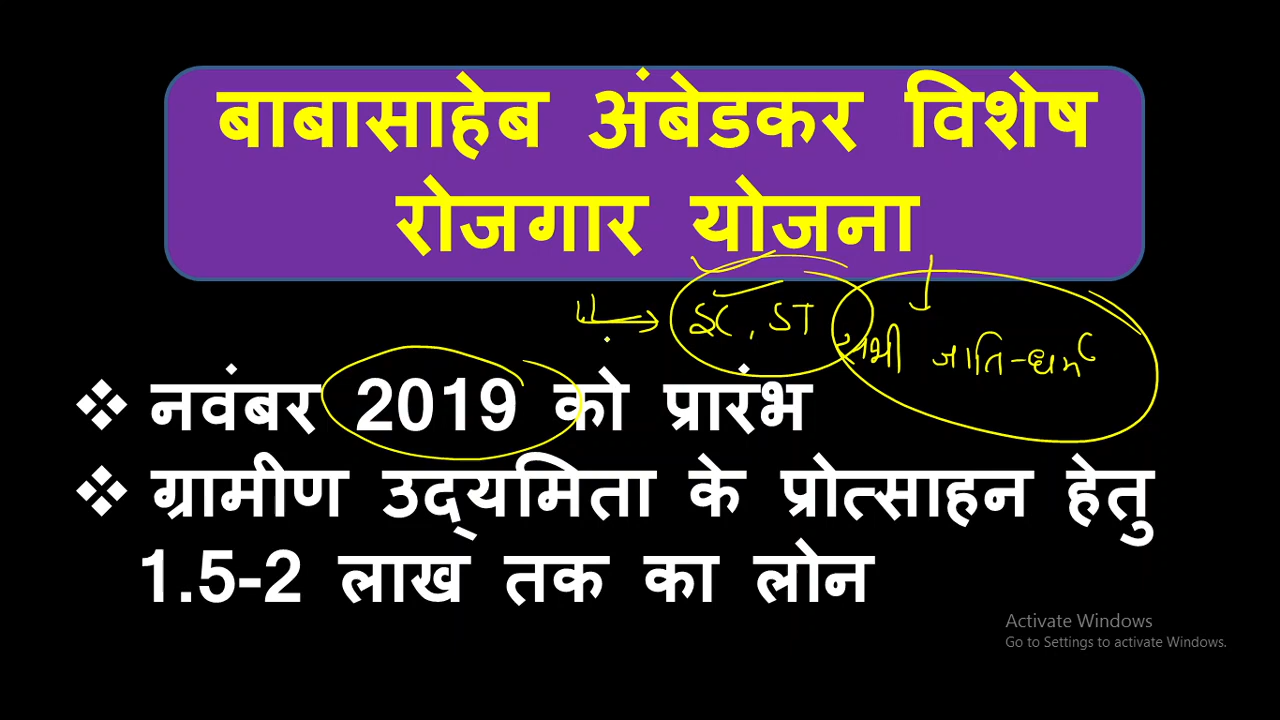 बाबासाहेब अंबेडकर विशेष
रोजगार योजना
SC, ST
सभी जाति-धर्म
❖ नवंबर 2019 को प्रारंभ
❖ ग्रामीण उद्यमिता के प्रोत्साहन हेतु
1.5-2 लाख तक का लोन
Activate Windows
Go to Settings to activate Windows.